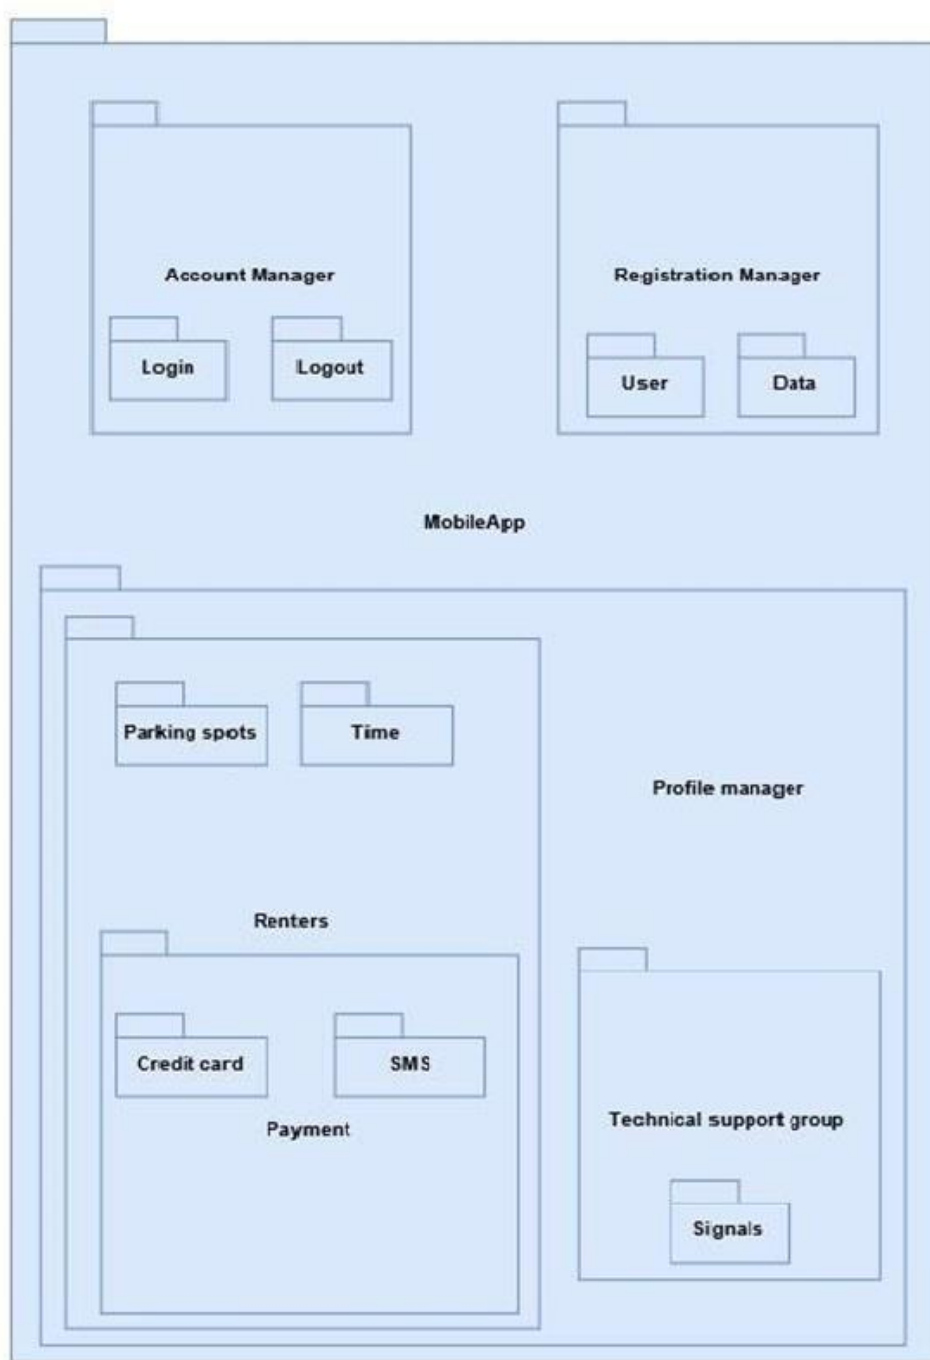 Account Manager
Registration Manager
Login
Logout
User
Data
MobileApp
Parking spots
Time
Profile manager
Renters
Credit card
SMS
Payment
Technical support group
Signals